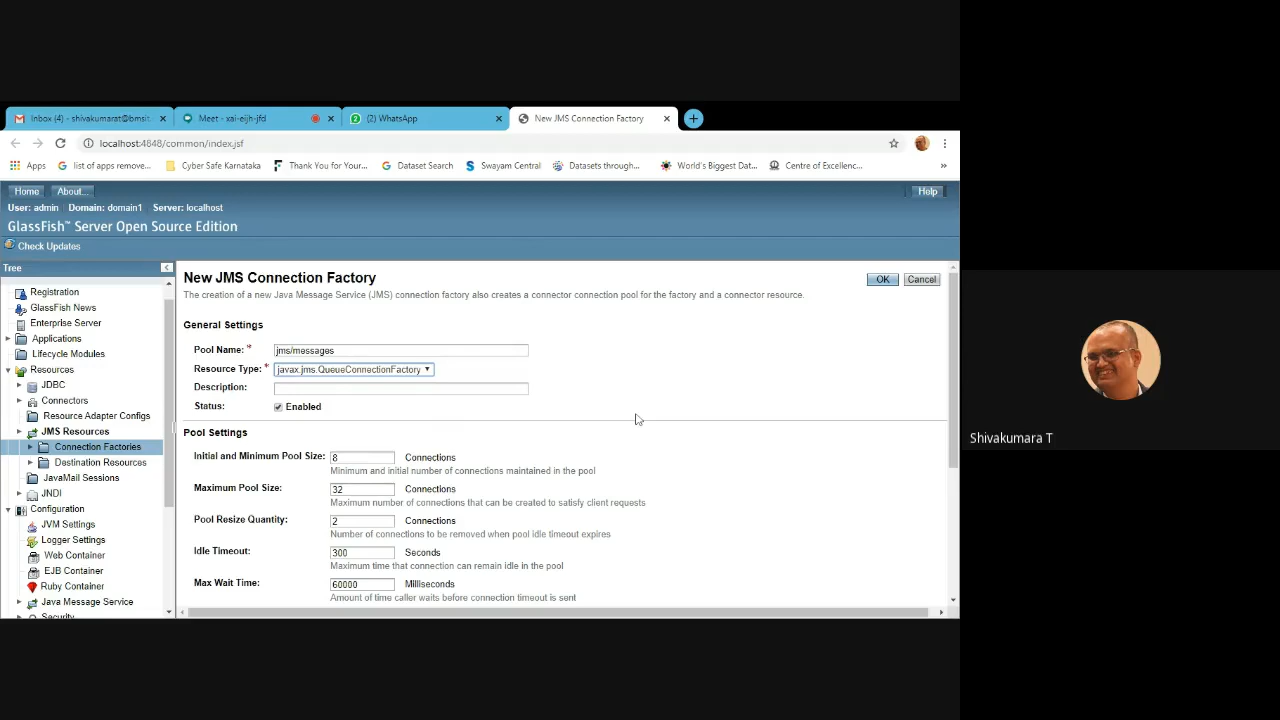 Inbox (4) - shivakumarat@bmsit.
Meet - xai-eijh-jfd
(2) WhatsApp
New JMS Connection Factory
localhost:4848/common/index.jsf
Apps
list of apps remove...
Cyber Safe Karnataka
Thank You for Your...
Dataset Search
Swayam Central
Datasets through...
World's Biggest Dat...
Centre of Excellenc...
»
Home
About...
Help
User: admin Domain: domain1 Server: localhost
GlassFish™ Server Open Source Edition
Check Updates
Tree
Registration
GlassFish News
Enterprise Server
Applications
Lifecycle Modules
Resources
JDBC
Connectors
Resource Adapter Configs
JMS Resources
Connection Factories
Destination Resources
JavaMail Sessions
JNDI
Configuration
JVM Settings
Logger Settings
Web Container
EJB Container
Ruby Container
Java Message Service
Security
New JMS Connection Factory
OK
Cancel
The creation of a new Java Message Service (JMS) connection factory also creates a connector connection pool for the factory and a connector resource.
General Settings
Pool Name: * jms/messages
Resource Type: * javax.jms.QueueConnectionFactory
Description:
Status: Enabled
Pool Settings
Initial and Minimum Pool Size: 8 Connections
Minimum and initial number of connections maintained in the pool
Maximum Pool Size: 32 Connections
Maximum number of connections that can be created to satisfy client requests
Pool Resize Quantity: 2 Connections
Number of connections to be removed when pool idle timeout expires
Idle Timeout: 300 Seconds
Maximum time that connection can remain idle in the pool
Max Wait Time: 60000 Milliseconds
Amount of time caller waits before connection timeout is sent
Shivakumara T